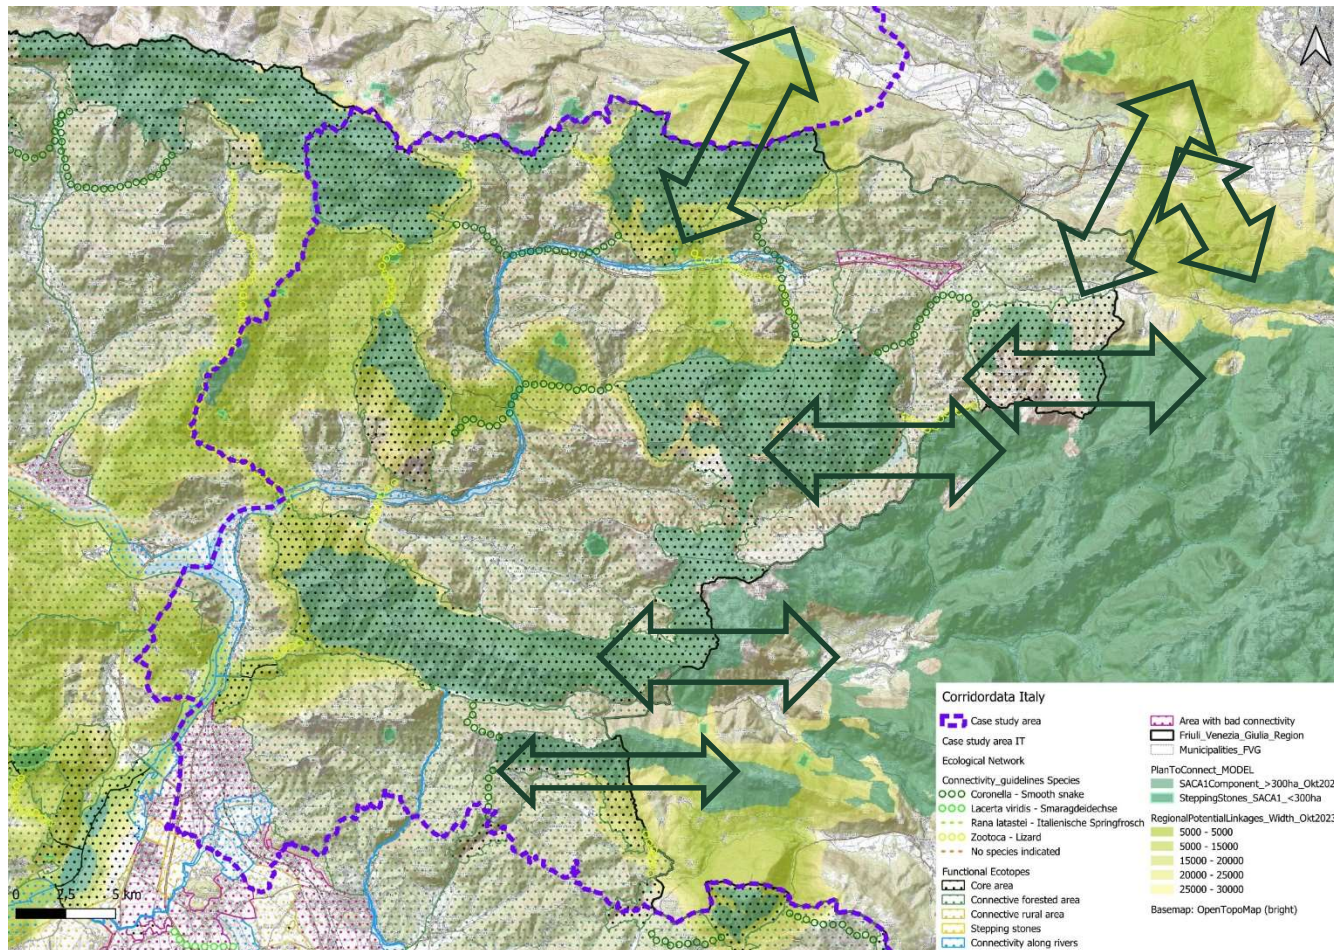 0 2,5 5 km
Corridordata Italy
Case study area
Case study area IT
Ecological Network
Connectivity_guidelines Species
Coronella - Smooth snake
Lacerta viridis - Smaragdeidechse
Rana latastei - Italienische Springfrosch
Zootoca - Lizard
No species indicated
Functional Ecotopes
Core area
Connective forested area
Connective rural area
Stepping stones
Connectivity along rivers
Area with bad connectivity
Friuli_Venezia_Giulia_Region
Municipalities_FVG
PlanToConnect_MODEL
SACA1Component_>300ha_Okt202
SteppingStones_SACA1_<300ha
RegionalPotentialLinkages_Width_Okt2023
5000 - 5000
5000 - 15000
15000 - 20000
20000 - 25000
25000 - 30000
Basemap: OpenTopoMap (bright)